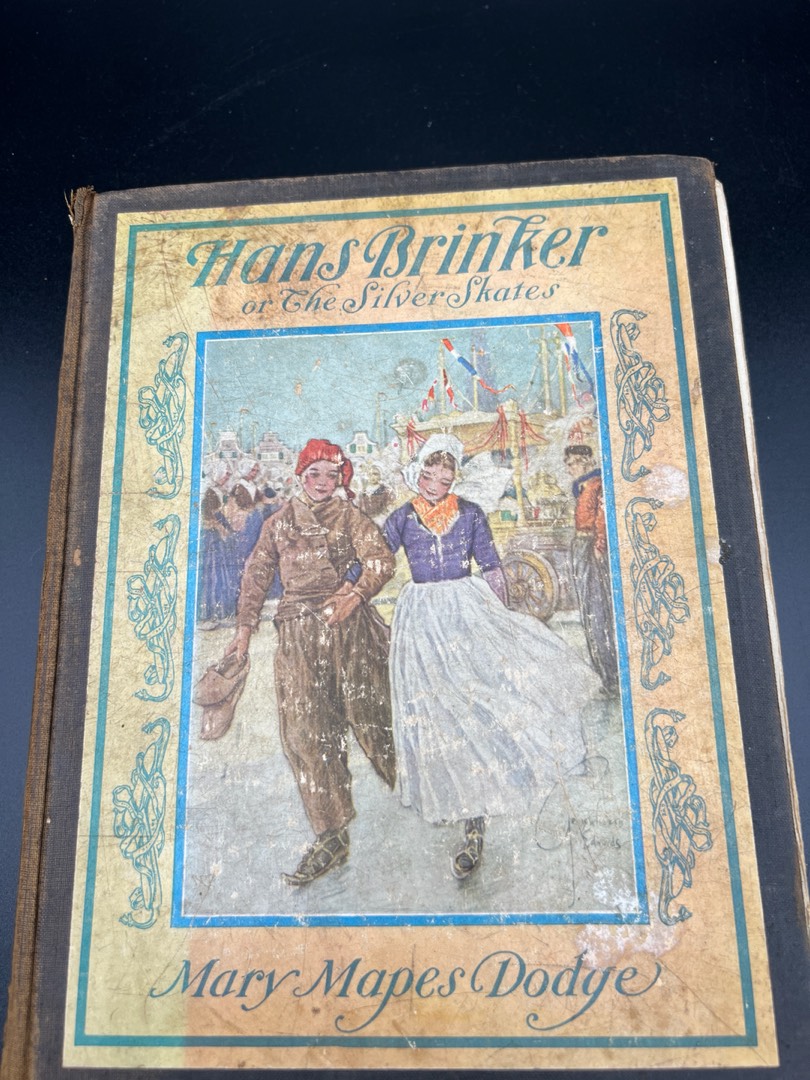 Hans Brinker
or The Silver Skates
Mary Mapes Dodge